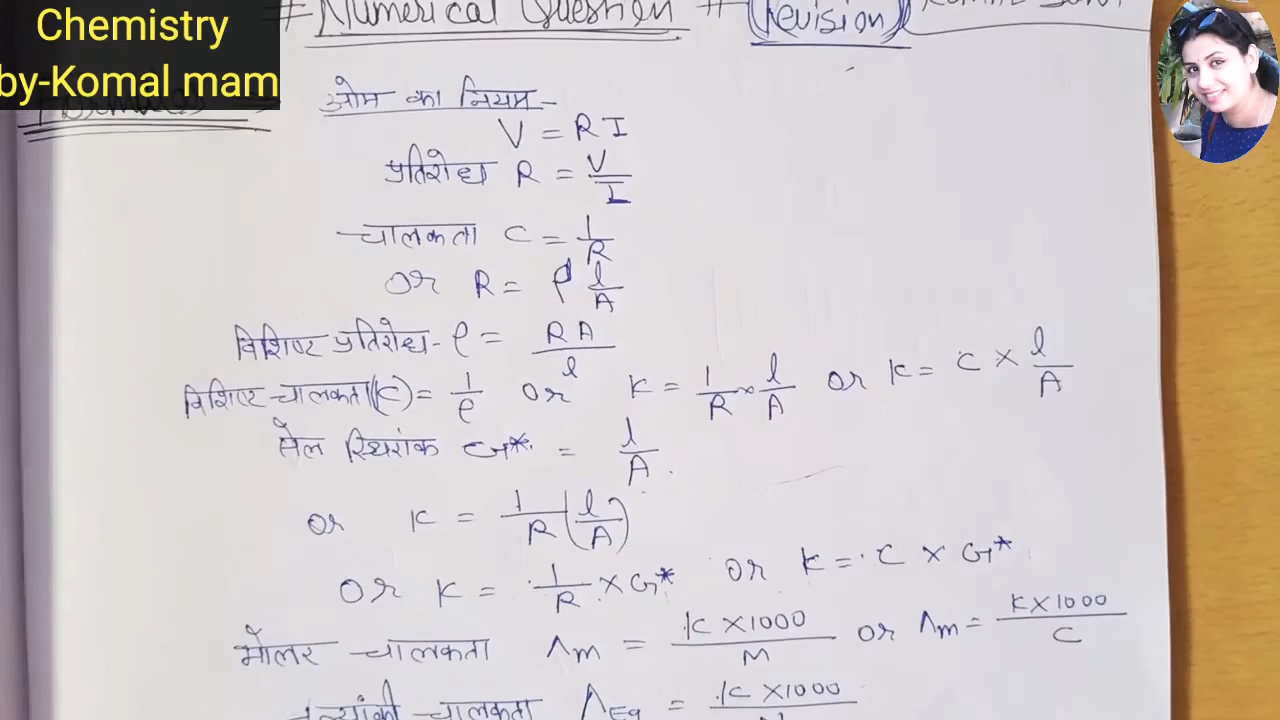 Chemistry
by-Komal mam
# Numerical Question # (Revision)
ओम का नियम-
V = RI
प्रतिरोध R = V/I
चालकता C = 1/R
or R = ρ l/A
विशिष्ट प्रतिरोध- ρ = RA/l
विशिष्ट चालकता(K) = 1/ρ or K = 1/R × l/A or K = C × l/A
सेल स्थिरांक G* = l/A
or K = 1/R (l/A)
or K = 1/R × G* or K = C × G*
मोलर चालकता Λm = K×1000/M or Λm = K×1000/C
चालकता ΛEq = K×1000